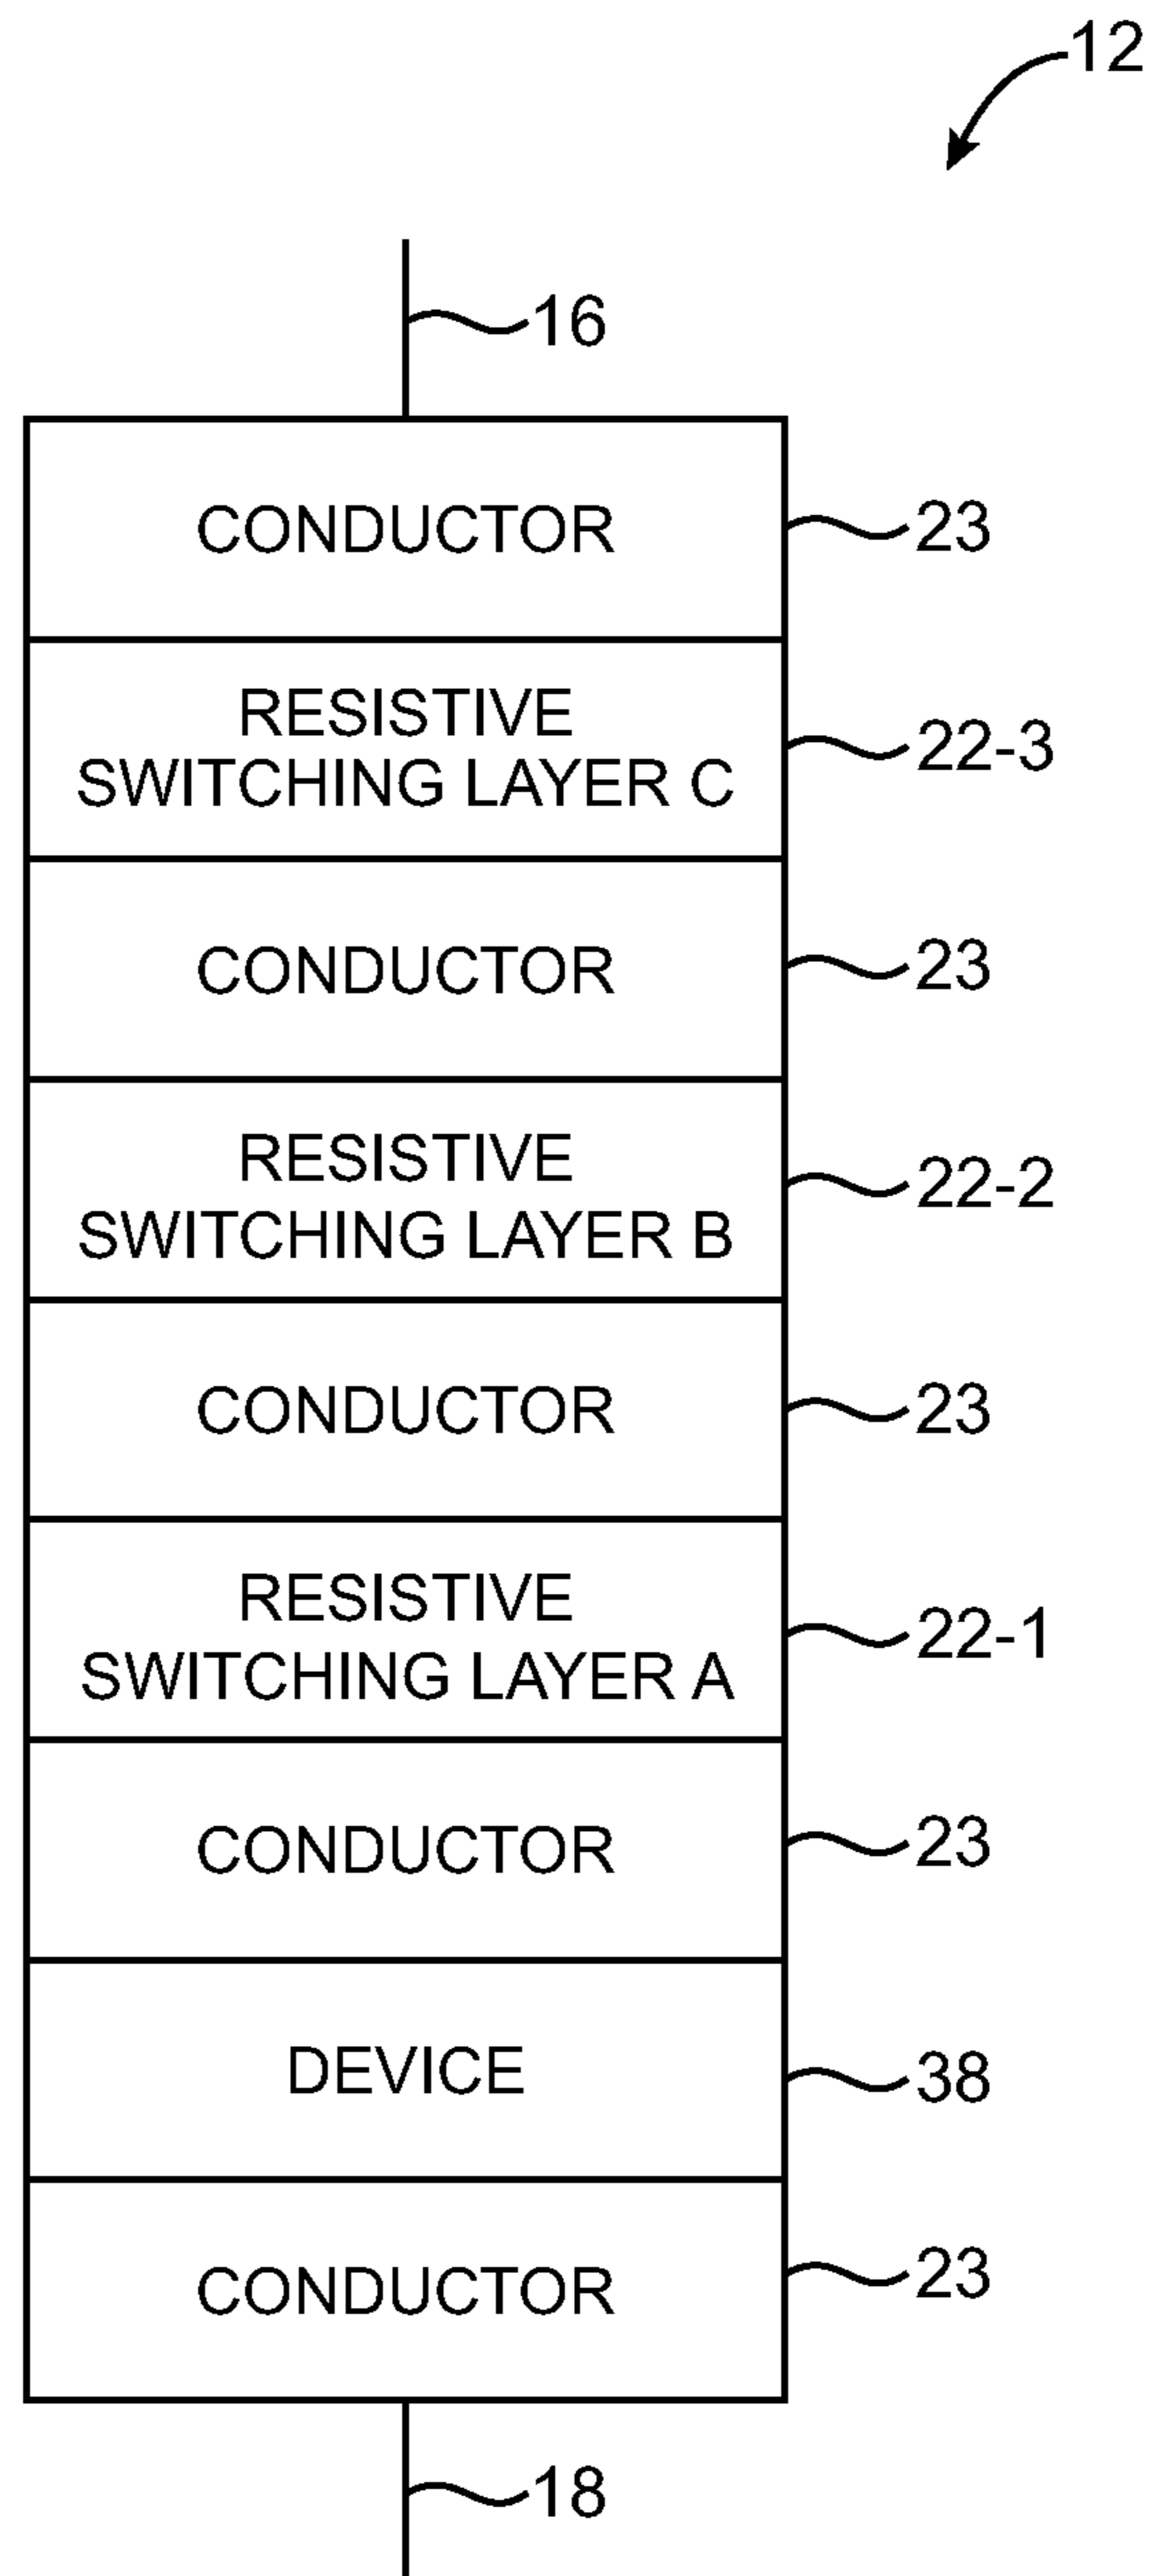 12
16
CONDUCTOR
23
RESISTIVE
SWITCHING LAYER C
22-3
CONDUCTOR
23
RESISTIVE
SWITCHING LAYER B
22-2
CONDUCTOR
23
RESISTIVE
SWITCHING LAYER A
22-1
CONDUCTOR
23
DEVICE
38
CONDUCTOR
23
18